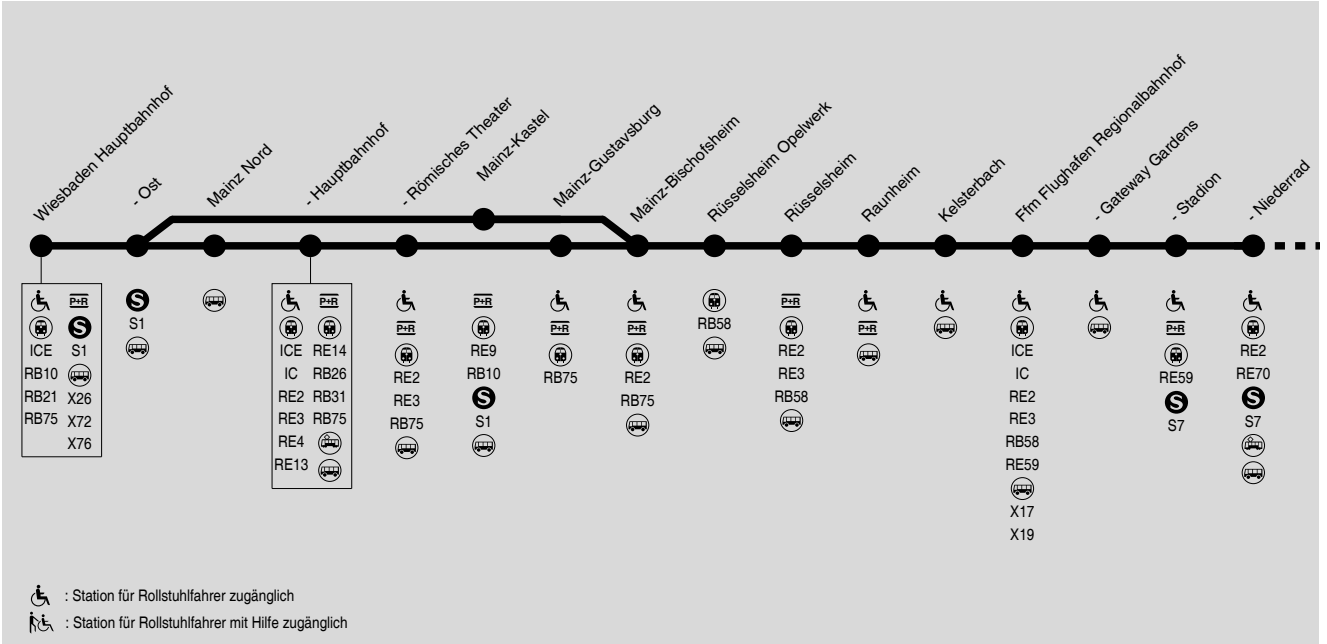 Wiesbaden Hauptbahnhof
- Ost
Mainz Nord
- Hauptbahnhof
- Römisches Theater
Mainz-Kastel
Mainz-Gustavsburg
Mainz-Bischofsheim
Rüsselsheim Opelwerk
Rüsselsheim
Raunheim
Kelsterbach
Ffm Flughafen Regionalbahnhof
- Gateway Gardens
- Stadion
- Niederrad
P+R
S
ICE S1
RB10
RB21 X26
RB75 X72
X76
S
S1
P+R
ICE RE14
IC RB26
RE2 RB31
RE3 RB75
RE4
RE13
P+R
RE2
RE3
RB75
P+R
RE9
RB10
S
S1
P+R
RB75
P+R
RE2
RB75
RB58
P+R
RE2
RE3
RB58
P+R
ICE
IC
RE2
RE3
RB58
RE59
X17
X19
P+R
RE59
S
S7
RE2
RE70
S
S7
: Station für Rollstuhlfahrer zugänglich
: Station für Rollstuhlfahrer mit Hilfe zugänglich